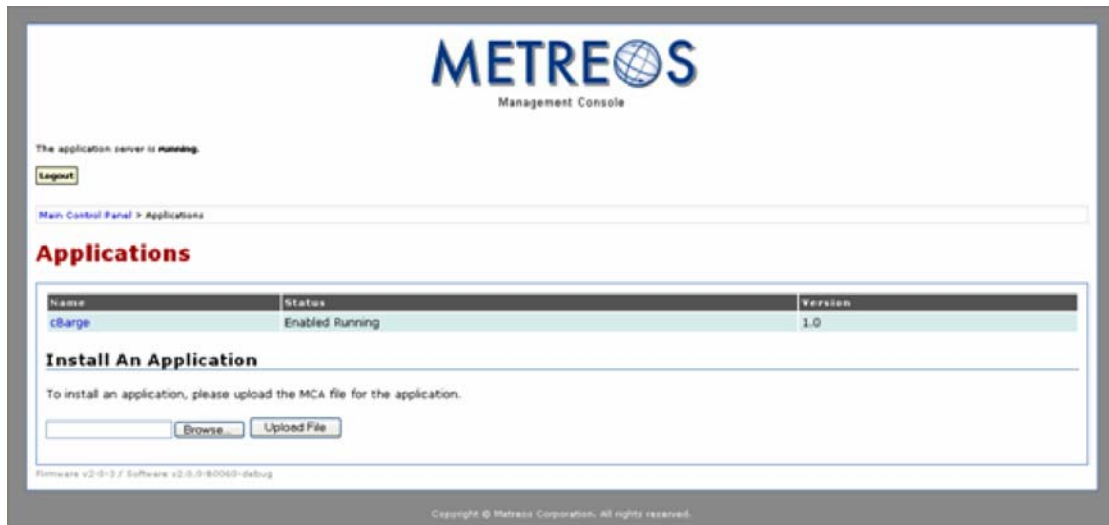 METREOS
Management Console
The application server is running.
Logout
Main Control Panel > Applications
Applications
Name Status Version
cBarge Enabled Running 1.0
Install An Application
To install an application, please upload the MCA file for the application.
Browse... Upload File
Firmware v2-0-3 / Software v2.0.0-80060-debug
Copyright © Metreos Corporation. All rights reserved.